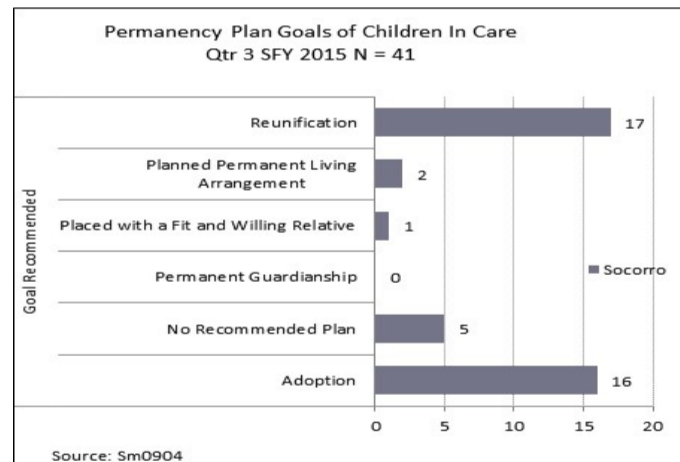 Permanency Plan Goals of Children In Care
Qtr 3 SFY 2015 N = 41
Goal Recommended
Reunification
17
Planned Permanent Living
Arrangement
2
Placed with a Fit and Willing Relative
1
Permanent Guardianship
0
Socorro
No Recommended Plan
5
Adoption
16
0 5 10 15 20
Source: Sm0904